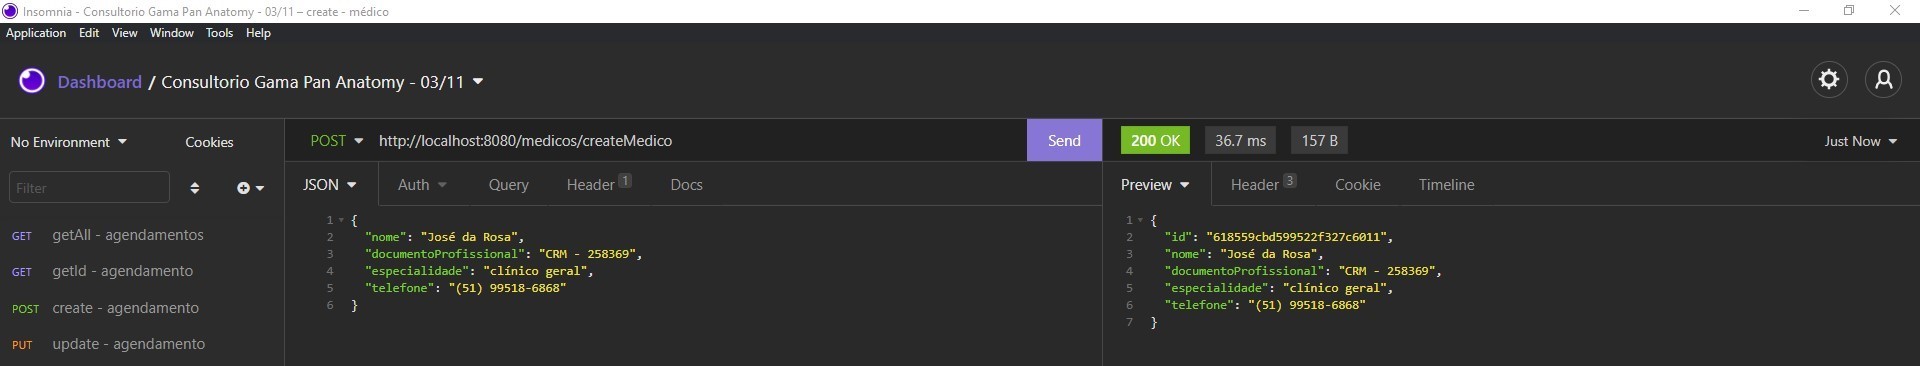 Insomnia - Consultorio Gama Pan Anatomy - 03/11 – create - médico
Application Edit View Window Tools Help
Dashboard / Consultorio Gama Pan Anatomy - 03/11
No Environment Cookies
Filter
GET getAll - agendamentos
GET getId - agendamento
POST create - agendamento
PUT update - agendamento
POST http://localhost:8080/medicos/createMedico Send
JSON Auth Query Header 1 Docs
1 {
2 "nome": "José da Rosa",
3 "documentoProfissional": "CRM - 258369",
4 "especialidade": "clínico geral",
5 "telefone": "(51) 99518-6868"
6 }
200 OK 36.7 ms 157 B Just Now
Preview Header 3 Cookie Timeline
1 {
2 "id": "618559cbd599522f327c6011",
3 "nome": "José da Rosa",
4 "documentoProfissional": "CRM - 258369",
5 "especialidade": "clínico geral",
6 "telefone": "(51) 99518-6868"
7 }